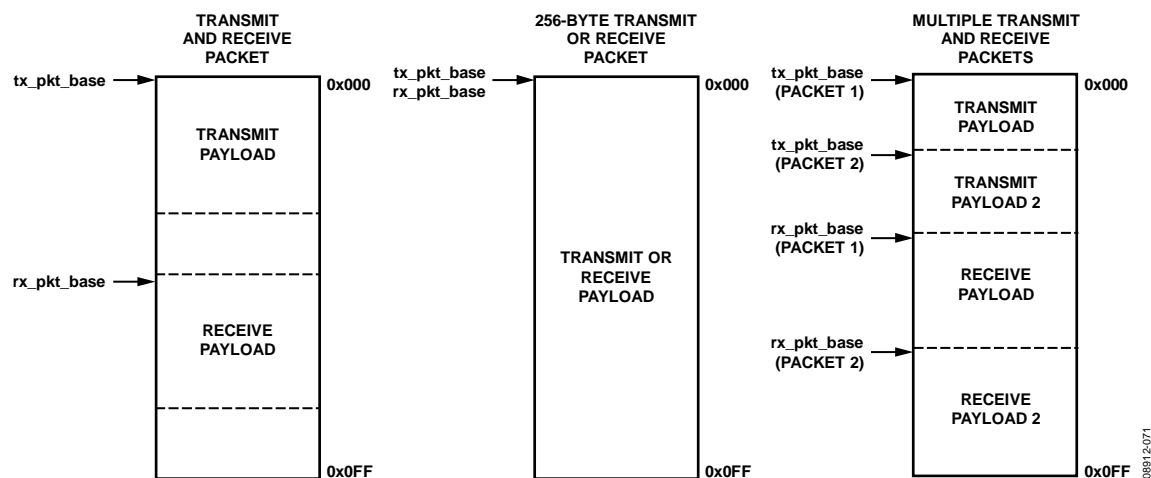 TRANSMIT
AND RECEIVE
PACKET
tx_pkt_base
0x000
TRANSMIT
PAYLOAD
rx_pkt_base
RECEIVE
PAYLOAD
0x0FF
256-BYTE TRANSMIT
OR RECEIVE
PACKET
tx_pkt_base
rx_pkt_base
0x000
TRANSMIT OR
RECEIVE
PAYLOAD
0x0FF
MULTIPLE TRANSMIT
AND RECEIVE
PACKETS
tx_pkt_base
(PACKET 1)
0x000
TRANSMIT
PAYLOAD
tx_pkt_base
(PACKET 2)
TRANSMIT
PAYLOAD 2
rx_pkt_base
(PACKET 1)
RECEIVE
PAYLOAD
rx_pkt_base
(PACKET 2)
RECEIVE
PAYLOAD 2
0x0FF
08912-071